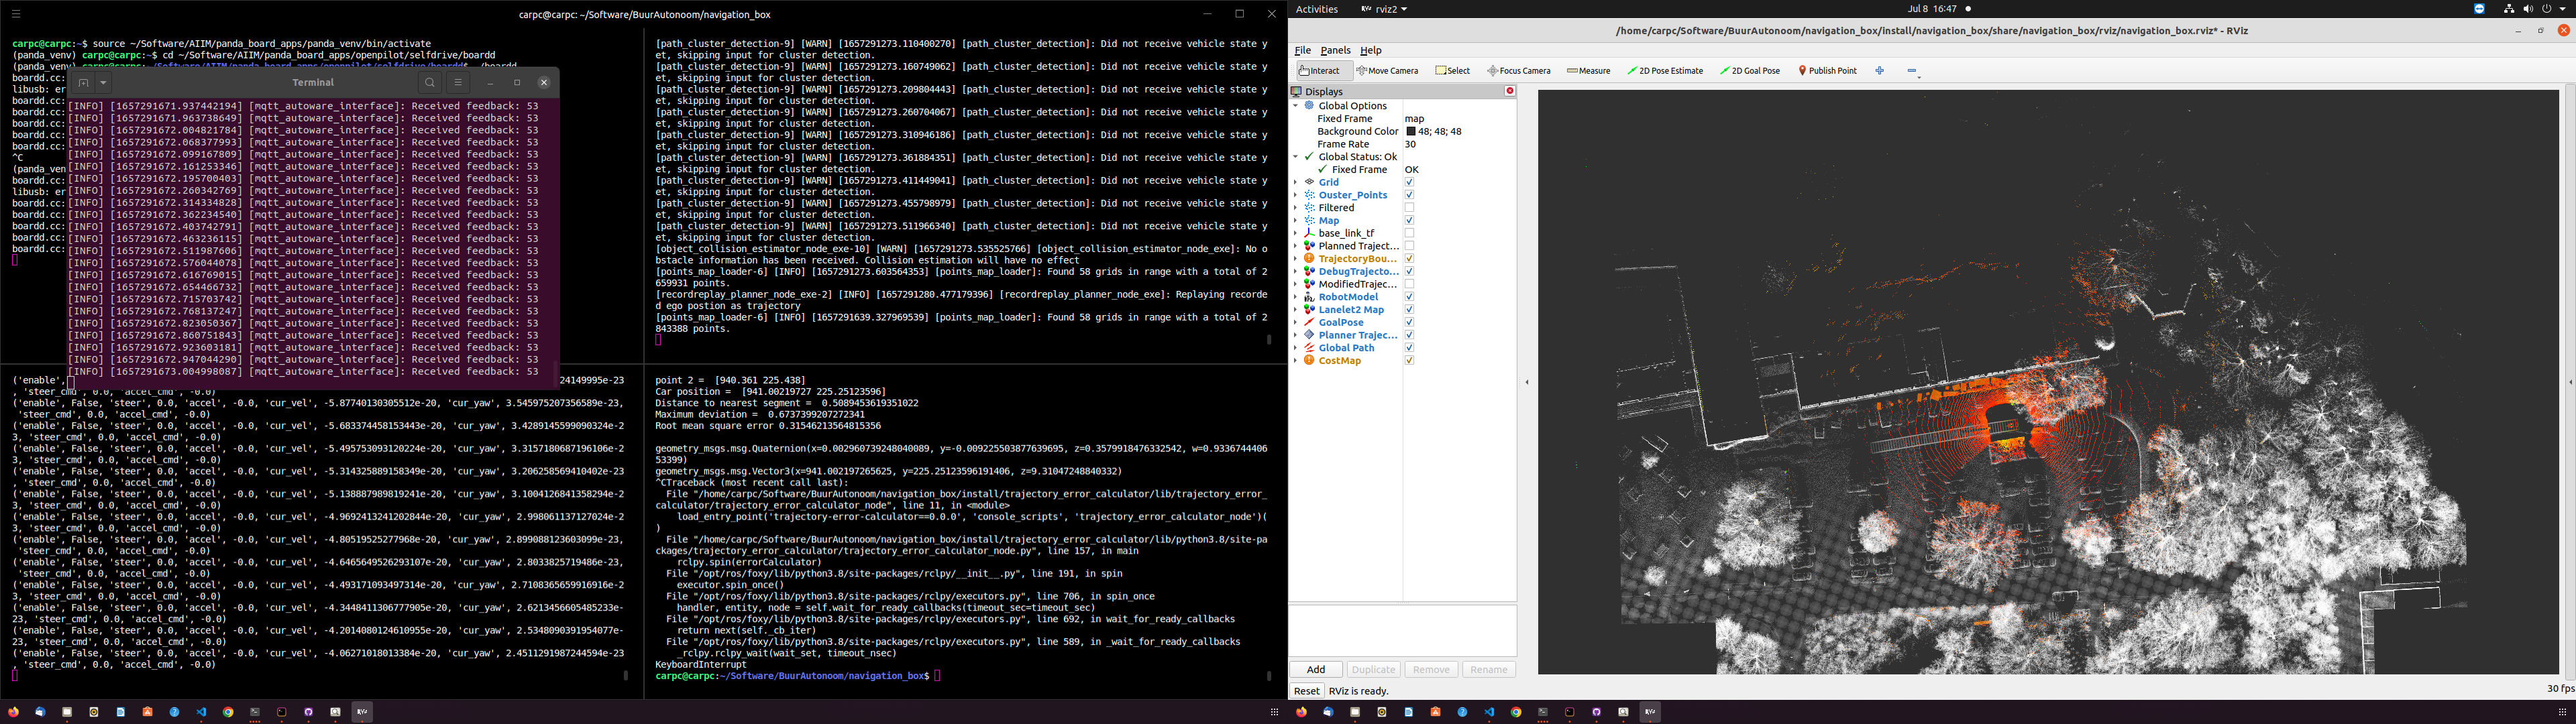 carpc@carpc: ~/Software/BuurAutonoom/navigation_box
carpc@carpc:~$ source ~/Software/AIIM/panda_board_apps/panda_venv/bin/activate
(panda_venv) carpc@carpc:~$ cd ~/Software/AIIM/panda_board_apps/openpilot/selfdrive/boardd
boardd.cc:
libusb: er
boardd.cc:
boardd.cc:
boardd.cc:
boardd.cc:
boardd.cc:
^C
(panda_ven
boardd.cc:
libusb: er
boardd.cc:
boardd.cc:
boardd.cc:
boardd.cc:
boardd.cc:
Terminal
[INFO] [1657291671.937442194] [mqtt_autoware_interface]: Received feedback: 53
[INFO] [1657291671.963738649] [mqtt_autoware_interface]: Received feedback: 53
[INFO] [1657291672.004821784] [mqtt_autoware_interface]: Received feedback: 53
[INFO] [1657291672.068377993] [mqtt_autoware_interface]: Received feedback: 53
[INFO] [1657291672.099167809] [mqtt_autoware_interface]: Received feedback: 53
[INFO] [1657291672.161253346] [mqtt_autoware_interface]: Received feedback: 53
[INFO] [1657291672.195700403] [mqtt_autoware_interface]: Received feedback: 53
[INFO] [1657291672.260342769] [mqtt_autoware_interface]: Received feedback: 53
[INFO] [1657291672.314334828] [mqtt_autoware_interface]: Received feedback: 53
[INFO] [1657291672.362234540] [mqtt_autoware_interface]: Received feedback: 53
[INFO] [1657291672.403742791] [mqtt_autoware_interface]: Received feedback: 53
[INFO] [1657291672.463236115] [mqtt_autoware_interface]: Received feedback: 53
[INFO] [1657291672.511987606] [mqtt_autoware_interface]: Received feedback: 53
[INFO] [1657291672.576044078] [mqtt_autoware_interface]: Received feedback: 53
[INFO] [1657291672.616769015] [mqtt_autoware_interface]: Received feedback: 53
[INFO] [1657291672.654466732] [mqtt_autoware_interface]: Received feedback: 53
[INFO] [1657291672.715703742] [mqtt_autoware_interface]: Received feedback: 53
[INFO] [1657291672.768137247] [mqtt_autoware_interface]: Received feedback: 53
[INFO] [1657291672.823050367] [mqtt_autoware_interface]: Received feedback: 53
[INFO] [1657291672.860751843] [mqtt_autoware_interface]: Received feedback: 53
[INFO] [1657291672.923603181] [mqtt_autoware_interface]: Received feedback: 53
[INFO] [1657291672.947044290] [mqtt_autoware_interface]: Received feedback: 53
[INFO] [1657291673.004998087] [mqtt_autoware_interface]: Received feedback: 53
[path_cluster_detection-9] [WARN] [1657291273.110400270] [path_cluster_detection]: Did not receive vehicle state y
et, skipping input for cluster detection.
[path_cluster_detection-9] [WARN] [1657291273.160749062] [path_cluster_detection]: Did not receive vehicle state y
et, skipping input for cluster detection.
[path_cluster_detection-9] [WARN] [1657291273.209804443] [path_cluster_detection]: Did not receive vehicle state y
et, skipping input for cluster detection.
[path_cluster_detection-9] [WARN] [1657291273.260704067] [path_cluster_detection]: Did not receive vehicle state y
et, skipping input for cluster detection.
[path_cluster_detection-9] [WARN] [1657291273.310946186] [path_cluster_detection]: Did not receive vehicle state y
et, skipping input for cluster detection.
[path_cluster_detection-9] [WARN] [1657291273.361884351] [path_cluster_detection]: Did not receive vehicle state y
et, skipping input for cluster detection.
[path_cluster_detection-9] [WARN] [1657291273.411449041] [path_cluster_detection]: Did not receive vehicle state y
et, skipping input for cluster detection.
[path_cluster_detection-9] [WARN] [1657291273.455798979] [path_cluster_detection]: Did not receive vehicle state y
et, skipping input for cluster detection.
[path_cluster_detection-9] [WARN] [1657291273.511966340] [path_cluster_detection]: Did not receive vehicle state y
et, skipping input for cluster detection.
[object_collision_estimator_node_exe-10] [WARN] [1657291273.535525766] [object_collision_estimator_node_exe]: No o
bstacle information has been received. Collision estimation will have no effect
[points_map_loader-6] [INFO] [1657291273.603564353] [points_map_loader]: Found 58 grids in range with a total of 2
659931 points.
[recordreplay_planner_node_exe-2] [INFO] [1657291280.477179396] [recordreplay_planner_node_exe]: Replaying recorde
d ego postion as trajectory
[points_map_loader-6] [INFO] [1657291639.327969539] [points_map_loader]: Found 58 grids in range with a total of 2
843388 points.
('enable', 24149995e-23
, 'steer_cmd', 0.0, 'accel_cmd', -0.0)
('enable', False, 'steer', 0.0, 'accel', -0.0, 'cur_vel', -5.87740130305512e-20, 'cur_yaw', 3.545975207356589e-23,
'steer_cmd', 0.0, 'accel_cmd', -0.0)
('enable', False, 'steer', 0.0, 'accel', -0.0, 'cur_vel', -5.683374458153443e-20, 'cur_yaw', 3.4289145599090324e-2
3, 'steer_cmd', 0.0, 'accel_cmd', -0.0)
('enable', False, 'steer', 0.0, 'accel', -0.0, 'cur_vel', -5.495753093120224e-20, 'cur_yaw', 3.3157180687196106e-2
3, 'steer_cmd', 0.0, 'accel_cmd', -0.0)
('enable', False, 'steer', 0.0, 'accel', -0.0, 'cur_vel', -5.314325889158349e-20, 'cur_yaw', 3.206258569410402e-23
, 'steer_cmd', 0.0, 'accel_cmd', -0.0)
('enable', False, 'steer', 0.0, 'accel', -0.0, 'cur_vel', -5.138887989819241e-20, 'cur_yaw', 3.1004126841358294e-2
3, 'steer_cmd', 0.0, 'accel_cmd', -0.0)
('enable', False, 'steer', 0.0, 'accel', -0.0, 'cur_vel', -4.9692413241202844e-20, 'cur_yaw', 2.998061137127024e-2
3, 'steer_cmd', 0.0, 'accel_cmd', -0.0)
('enable', False, 'steer', 0.0, 'accel', -0.0, 'cur_vel', -4.80519525277968e-20, 'cur_yaw', 2.899088123603099e-23,
'steer_cmd', 0.0, 'accel_cmd', -0.0)
('enable', False, 'steer', 0.0, 'accel', -0.0, 'cur_vel', -4.6465649526293107e-20, 'cur_yaw', 2.8033825719486e-23,
'steer_cmd', 0.0, 'accel_cmd', -0.0)
('enable', False, 'steer', 0.0, 'accel', -0.0, 'cur_vel', -4.493171093497314e-20, 'cur_yaw', 2.7108365659916916e-2
3, 'steer_cmd', 0.0, 'accel_cmd', -0.0)
('enable', False, 'steer', 0.0, 'accel', -0.0, 'cur_vel', -4.3448411306777905e-20, 'cur_yaw', 2.6213456605485233e-
23, 'steer_cmd', 0.0, 'accel_cmd', -0.0)
('enable', False, 'steer', 0.0, 'accel', -0.0, 'cur_vel', -4.2014080124610955e-20, 'cur_yaw', 2.5348090391954077e-
23, 'steer_cmd', 0.0, 'accel_cmd', -0.0)
('enable', False, 'steer', 0.0, 'accel', -0.0, 'cur_vel', -4.06271018013384e-20, 'cur_yaw', 2.4511291987244594e-23
, 'steer_cmd', 0.0, 'accel_cmd', -0.0)
point 2 = [940.361 225.438]
Car position = [941.00219727 225.25123596]
Distance to nearest segment = 0.5089453619351022
Maximum deviation = 0.6737399207272341
Root mean square error 0.31546213564815356
geometry_msgs.msg.Quaternion(x=0.002960739248040089, y=-0.009225503877639695, z=0.3579918476332542, w=0.9336744406
53399)
geometry_msgs.msg.Vector3(x=941.002197265625, y=225.25123596191406, z=9.31047248840332)
^CTraceback (most recent call last):
File "/home/carpc/Software/BuurAutonoom/navigation_box/install/trajectory_error_calculator/lib/trajectory_error_
calculator/trajectory_error_calculator_node", line 11, in <module>
load_entry_point('trajectory-error-calculator==0.0.0', 'console_scripts', 'trajectory_error_calculator_node')(
)
File "/home/carpc/Software/BuurAutonoom/navigation_box/install/trajectory_error_calculator/lib/python3.8/site-pa
ckages/trajectory_error_calculator/trajectory_error_calculator_node.py", line 157, in main
rclpy.spin(errorCalculator)
File "/opt/ros/foxy/lib/python3.8/site-packages/rclpy/__init__.py", line 191, in spin
executor.spin_once()
File "/opt/ros/foxy/lib/python3.8/site-packages/rclpy/executors.py", line 706, in spin_once
handler, entity, node = self.wait_for_ready_callbacks(timeout_sec=timeout_sec)
File "/opt/ros/foxy/lib/python3.8/site-packages/rclpy/executors.py", line 692, in wait_for_ready_callbacks
return next(self._cb_iter)
File "/opt/ros/foxy/lib/python3.8/site-packages/rclpy/executors.py", line 589, in _wait_for_ready_callbacks
_rclpy.rclpy_wait(wait_set, timeout_nsec)
KeyboardInterrupt
carpc@carpc:~/Software/BuurAutonoom/navigation_box$
Activities rviz2 Jul 8 16:47
/home/carpc/Software/BuurAutonoom/navigation_box/install/navigation_box/share/navigation_box/rviz/navigation_box.rviz* - RViz
File Panels Help
Interact Move Camera Select Focus Camera Measure 2D Pose Estimate 2D Goal Pose Publish Point
Displays
Global Options
Fixed Frame map
Background Color 48; 48; 48
Frame Rate 30
Global Status: Ok
Fixed Frame OK
Grid
Ouster_Points
Filtered
Map
base_link_tf
Planned Traject...
TrajectoryBou...
DebugTrajecto...
ModifiedTrajec...
RobotModel
Lanelet2 Map
GoalPose
Planner Trajec...
Global Path
CostMap
Add Duplicate Remove Rename
Reset RViz is ready.
30 fps